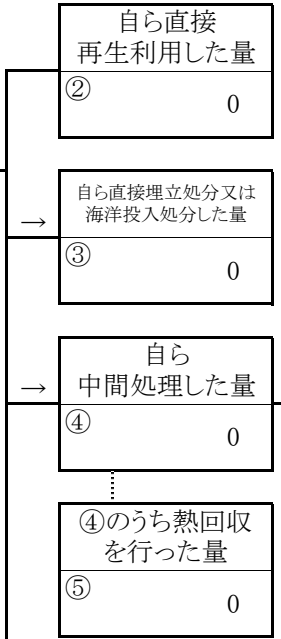 自ら直接
再生利用した量
②
0
自ら直接埋立処分又は
海洋投入処分した量
→
③
0
自ら
中間処理した量
→
④
0
④のうち熱回収
を行った量
⑤
0